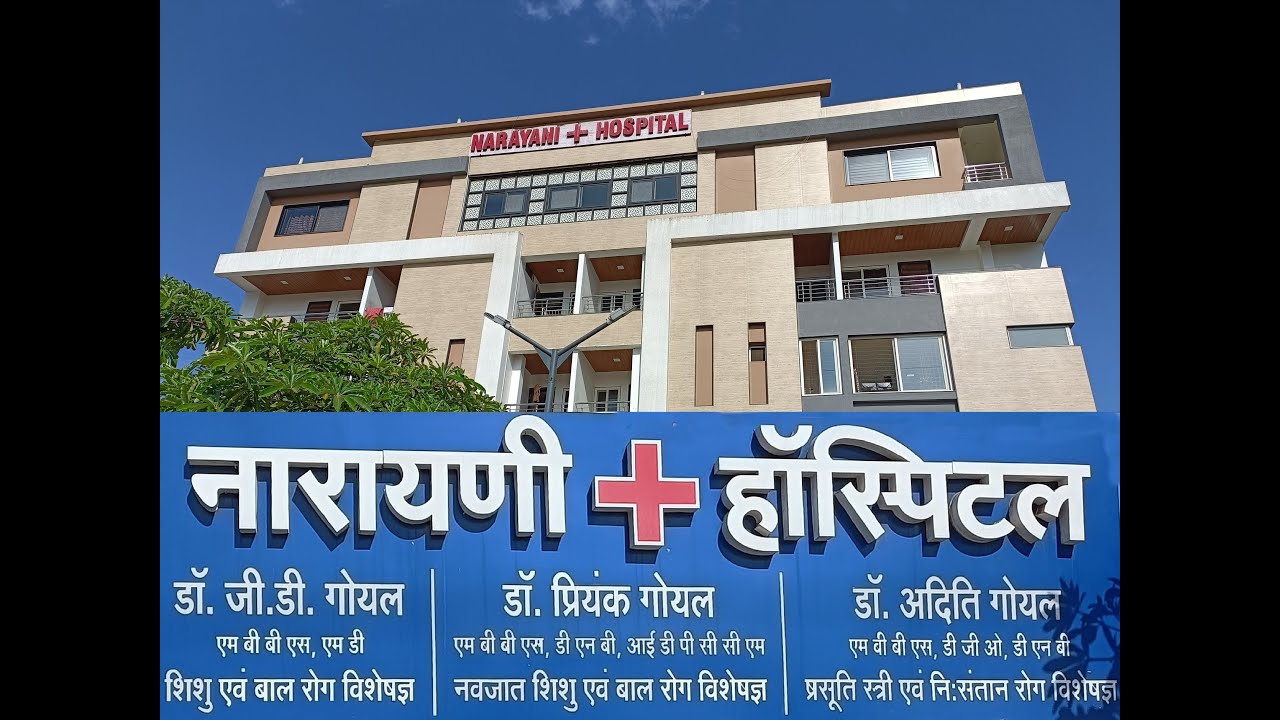 NARAYANI + HOSPITAL
नारायणी + हॉस्पिटल
डॉ. जी.डी. गोयल
एम बी बी एस, एम डी
शिशु एवं बाल रोग विशेषज्ञ
डॉ. प्रियंक गोयल
एम बी बी एस, डी एन बी, आई डी पी सी सी एम
नवजात शिशु एवं बाल रोग विशेषज्ञ
डॉ. अदिति गोयल
एम बी बी एस, डी जी ओ, डी एन बी
प्रसूति स्त्री एवं नि:संतान रोग विशेषज्ञ